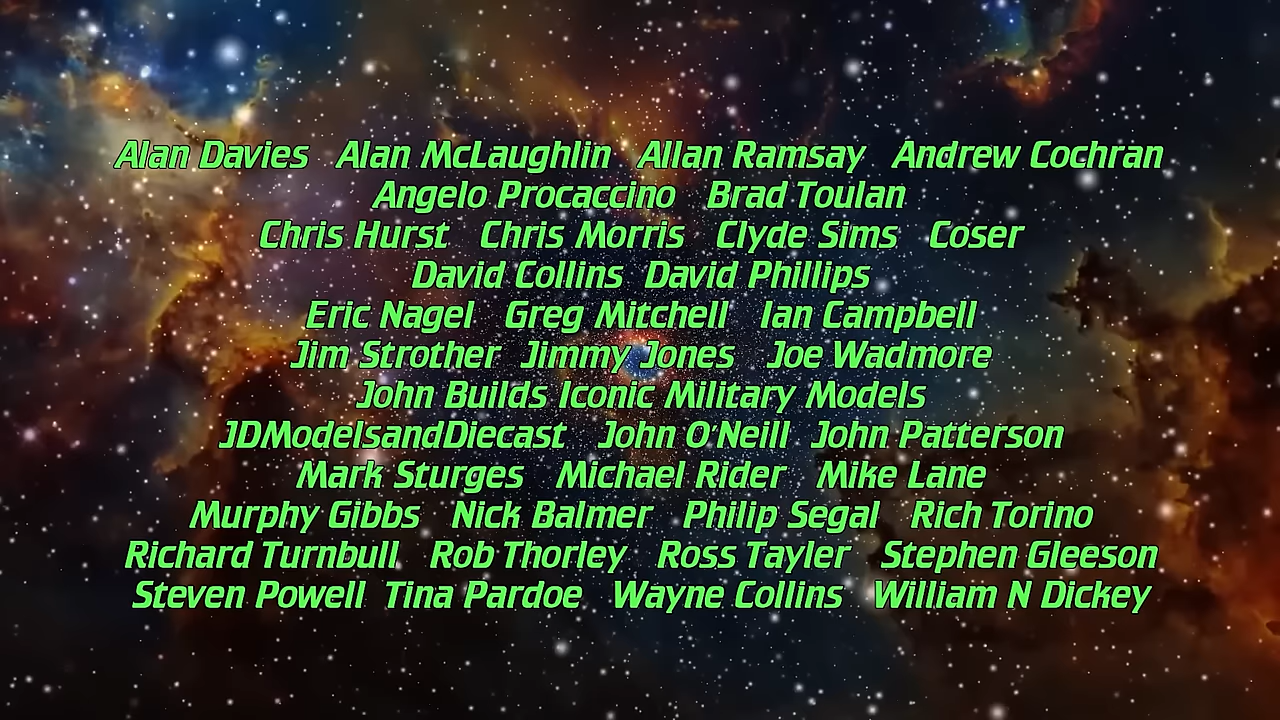 Alan Davies Alan McLaughlin Allan Ramsay Andrew Cochran
Angelo Procaccino Brad Toulan
Chris Hurst Chris Morris Clyde Sims Coser
David Collins David Phillips
Eric Nagel Greg Mitchell Ian Campbell
Jim Strother Jimmy Jones Joe Wadmore
John Builds Iconic Military Models
JDModelsandDiecast John O'Neill John Patterson
Mark Sturges Michael Rider Mike Lane
Murphy Gibbs Nick Balmer Philip Segal Rich Torino
Richard Turnbull Rob Thorley Ross Tayler Stephen Gleeson
Steven Powell Tina Pardoe Wayne Collins William N Dickey